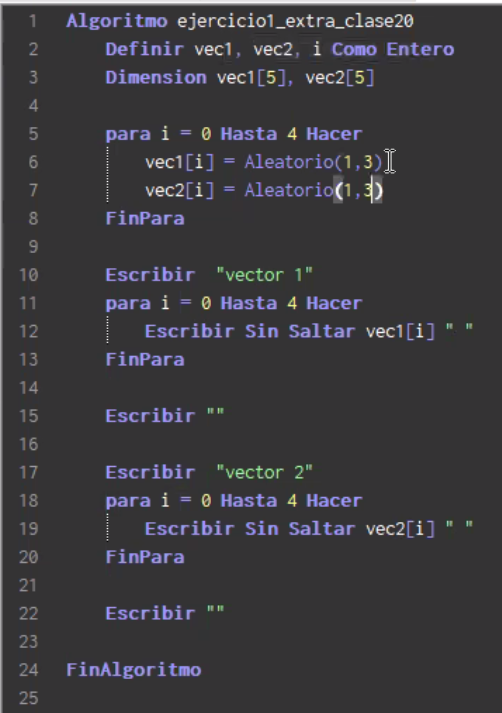 1 Algoritmo ejercicio1_extra_clase20
2 Definir vec1, vec2, i Como Entero
3 Dimension vec1[5], vec2[5]
4
5 para i = 0 Hasta 4 Hacer
6 vec1[i] = Aleatorio(1,3)
7 vec2[i] = Aleatorio(1,3)
8 FinPara
9
10 Escribir "vector 1"
11 para i = 0 Hasta 4 Hacer
12 Escribir Sin Saltar vec1[i] " "
13 FinPara
14
15 Escribir ""
16
17 Escribir "vector 2"
18 para i = 0 Hasta 4 Hacer
19 Escribir Sin Saltar vec2[i] " "
20 FinPara
21
22 Escribir ""
23
24 FinAlgoritmo
25